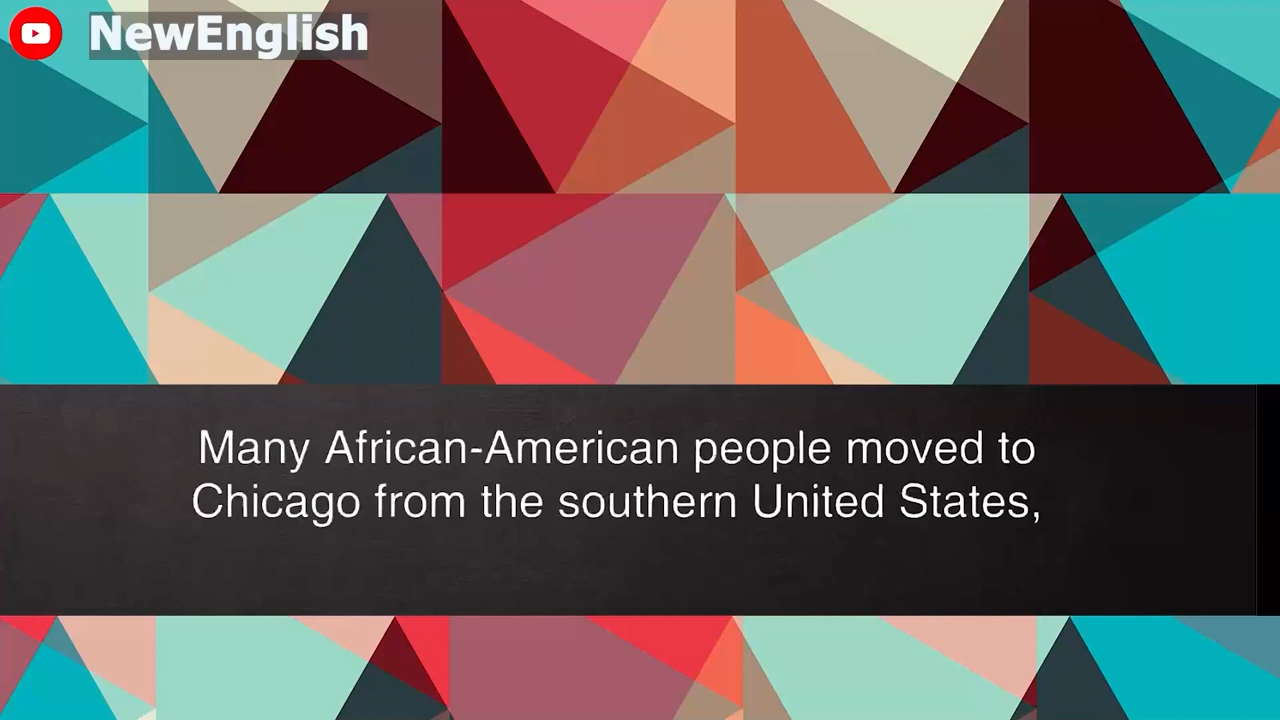 NewEnglish
Many African-American people moved to
Chicago from the southern United States,